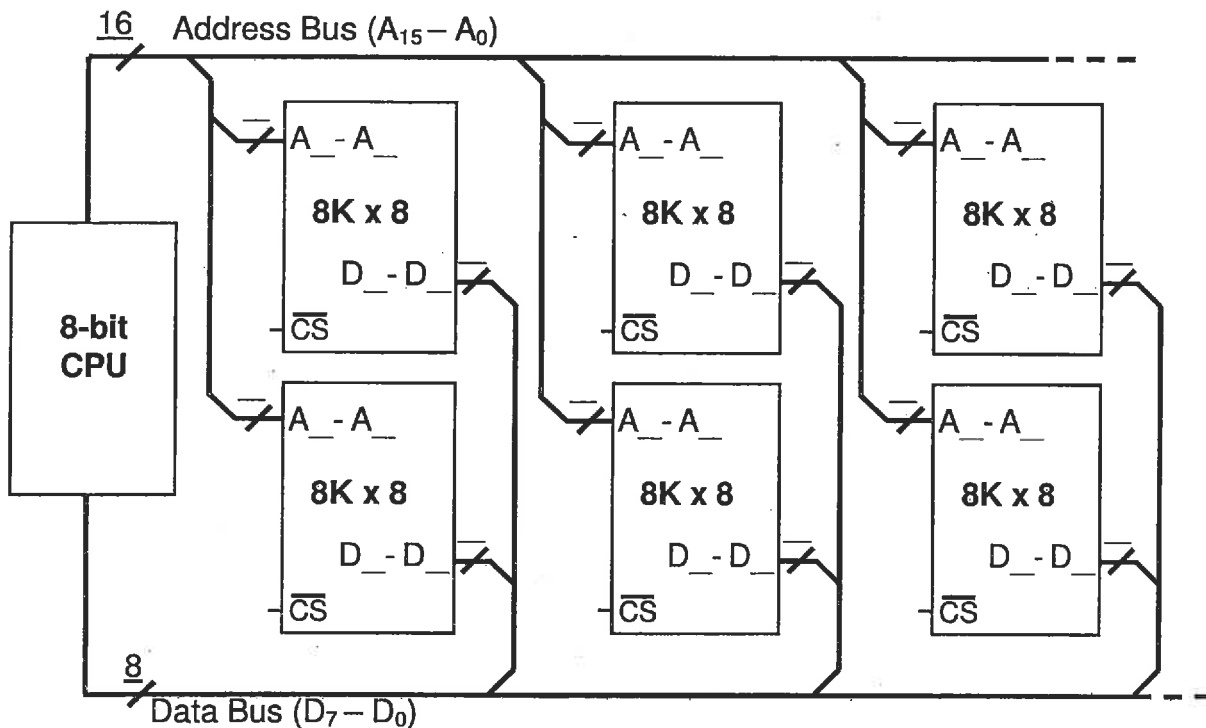 16 Address Bus (A15 – A0)
A_- A_
8K x 8
D_- D_
CS
A_- A_
8K x 8
D_- D_
CS
A_- A_
8K x 8
D_- D_
CS
8-bit
CPU
A_- A_
8K x 8
D_- D_
CS
A_- A_
8K x 8
D_- D_
CS
A_- A_
8K x 8
D_- D_
CS
8
Data Bus (D7 – D0)